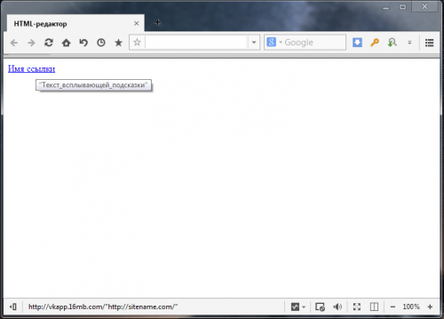 HTML-редактор
Google
Имя ссылки
"Текст_всплывающей_подсказки"
http://vkapp.16mb.com/"http://sitename.com/"
100%